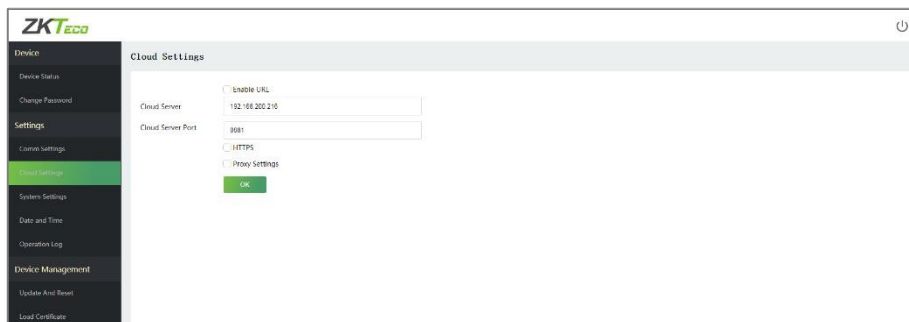 ZKTeco
Device
Cloud Settings
Device Status
Enable URL
Change Password
Cloud Server
192.168.200.216
Settings
Cloud Server Port
8081
Comm Settings
HTTPS
Cloud Settings
Proxy Settings
OK
System Settings
Date and Time
Operation Log
Device Management
Update And Reset
Load Certificate